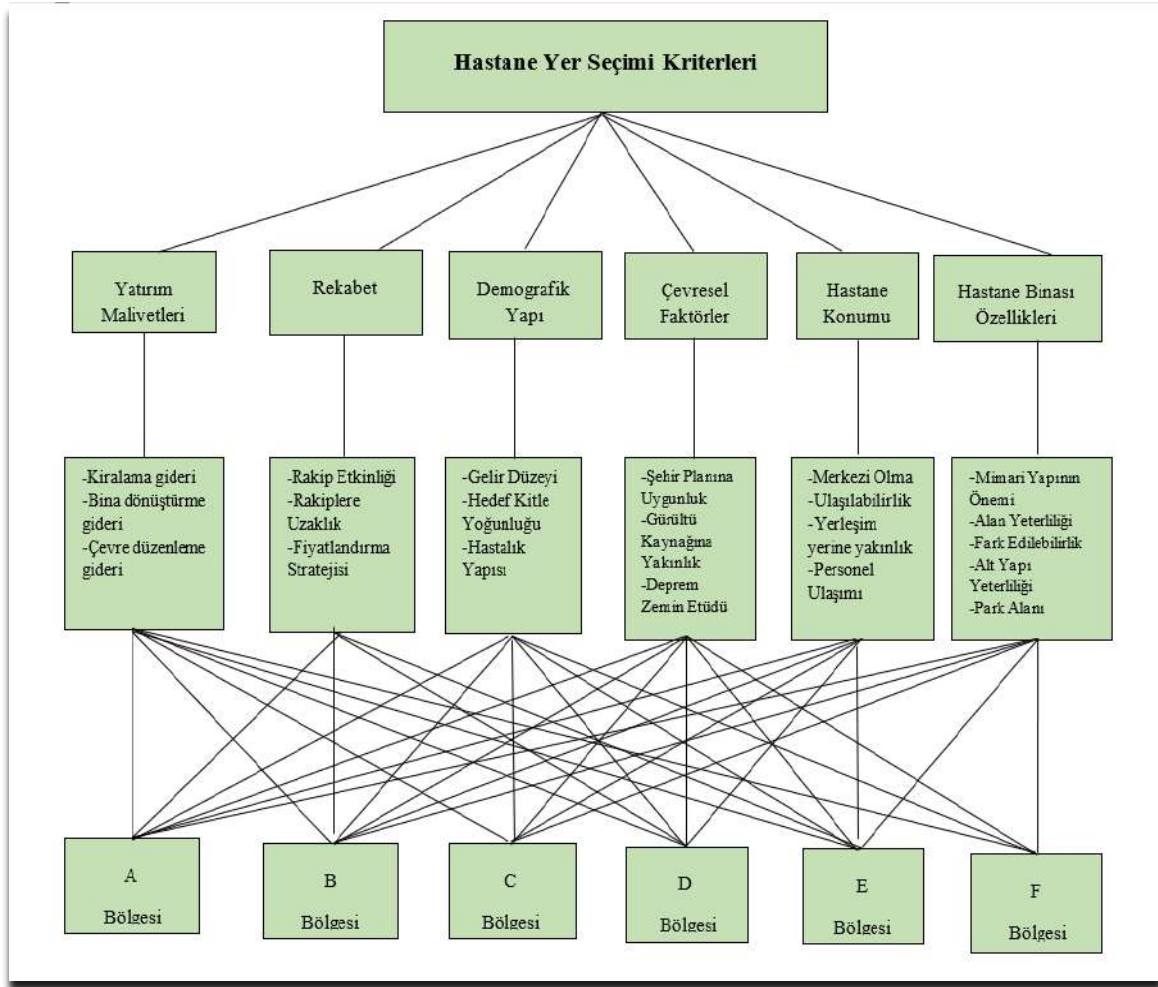 Hastane Yer Seçimi Kriterleri
Yatırım
Malivetleri
Rekabet
Demografik
Yapı
Çevresel
Faktörler
Hastane
Konumu
Hastane Binası
Özellikleri
-Kiralama gideri
-Bina dönüştürme
gideri
-Çevre düzenleme
gideri
-Rakip Etkinliği
-Rakiplere
Uzaklık
-Fiyatlandırma
Stratejisi
-Gelir Düzeyi
-Hedef Kitle
Yoğunluğu
-Hastalık
Yapısı
-Şehir Planına
Uygunluk
-Gürültü
Kaynağına
Yakınlık
-Deprem
Zemin Etüdü
-Merkezi Olma
-Ulaşılabilirlik
-Yerleşim
yerine yakınlık
-Personel
Ulaşımı
-Mimari Yapının
Önemi
-Alan Yeterliliği
-Fark Edilebilirlik
-Alt Yapı
Yeterliliği
-Park Alanı
A
Bölgesi
B
Bölgesi
C
Bölgesi
D
Bölgesi
E
Bölgesi
F
Bölgesi